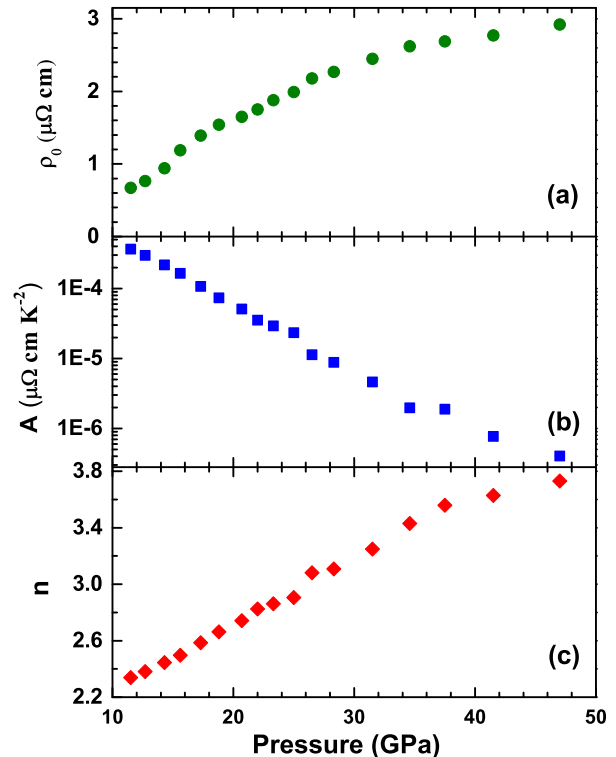 3
2
1
0
ρ₀ (μΩ cm)
(a)
1E-4
1E-5
1E-6
A (μΩ cm K⁻²)
(b)
3.8
3.4
3.0
2.6
2.2
n
(c)
10 20 30 40 50
Pressure (GPa)